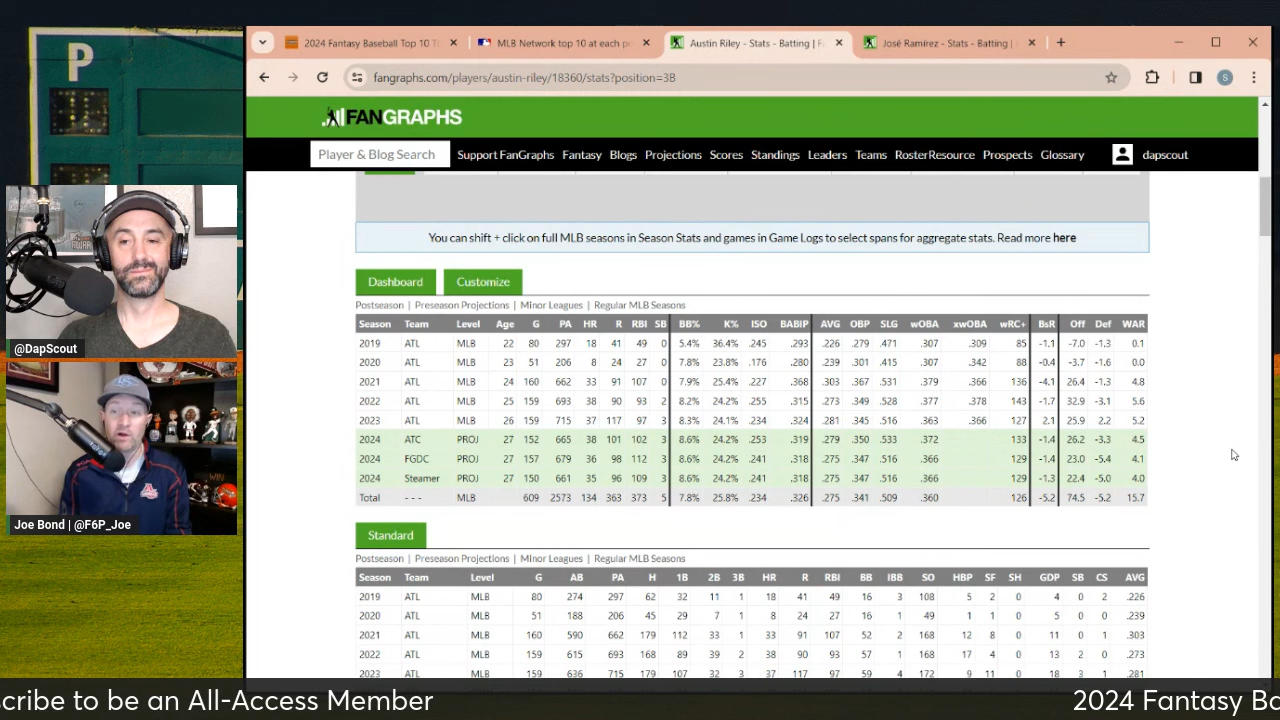 2024 Fantasy Baseball Top 10 T
MLB Network top 10 at each p
Austin Riley - Stats - Batting | F
José Ramírez - Stats - Batting |
fangraphs.com/players/austin-riley/18360/stats?position=3B
S
P
FANGRAPHS
Player & Blog Search Support FanGraphs Fantasy Blogs Projections Scores Standings Leaders Teams RosterResource Prospects Glossary dapscout
You can shift + click on full MLB seasons in Season Stats and games in Game Logs to select spans for aggregate stats. Read more here
Dashboard Customize
Postseason | Preseason Projections | Minor Leagues | Regular MLB Seasons
Season Team Level Age G PA HR R RBI SB BB% K% ISO BABIP AVG OBP SLG wOBA xwOBA wRC+ BsR Off Def WAR
2019 ATL MLB 22 80 297 18 41 49 0 5.4% 36.4% .245 .293 .226 .279 .471 .307 .309 85 -1.1 -7.0 -1.3 0.1
2020 ATL MLB 23 51 206 8 24 27 0 7.8% 23.8% .176 .280 .239 .301 .415 .307 .342 88 -0.4 -3.7 -1.6 0.0
2021 ATL MLB 24 160 662 33 91 107 0 7.9% 25.4% .227 .368 .303 .367 .531 .379 .366 136 -4.1 26.4 -1.3 4.8
2022 ATL MLB 25 159 693 38 90 93 2 8.2% 24.2% .255 .315 .273 .349 .528 .377 .378 143 -1.7 32.9 -3.1 5.6
2023 ATL MLB 26 159 715 37 117 97 3 8.3% 24.1% .234 .324 .281 .345 .516 .363 .366 127 2.1 25.9 2.2 5.2
2024 ATC PROJ 27 152 665 38 101 102 3 8.6% 24.2% .253 .319 .279 .350 .533 .372 133 -1.4 26.2 -3.3 4.5
2024 FGDC PROJ 27 157 679 36 98 112 3 8.6% 24.2% .241 .318 .275 .347 .516 .366 129 -1.4 23.0 -5.4 4.1
2024 Steamer PROJ 27 150 661 35 96 109 3 8.6% 24.2% .241 .318 .275 .347 .516 .366 129 -1.3 22.4 -5.0 4.0
Total - - - MLB 609 2573 134 363 373 5 7.8% 25.8% .234 .326 .275 .341 .509 .360 126 -5.2 74.5 -5.2 15.7
Standard
Postseason | Preseason Projections | Minor Leagues | Regular MLB Seasons
Season Team Level G AB PA H 1B 2B 3B HR R RBI BB IBB SO HBP SF SH GDP SB CS AVG
2019 ATL MLB 80 274 297 62 32 11 1 18 41 49 16 3 108 5 2 0 4 0 2 .226
2020 ATL MLB 51 188 206 45 29 7 1 8 24 27 16 1 49 1 1 0 5 0 0 .239
2021 ATL MLB 160 590 662 179 112 33 1 33 91 107 52 2 168 12 8 0 11 0 1 .303
2022 ATL MLB 159 615 693 168 89 39 2 38 90 93 57 1 168 17 4 0 13 2 0 .273
2023 ATL MLB 159 636 715 179 107 32 3 37 117 97 59 4 172 9 11 0 18 3 1 .281
@DapScout
Joe Bond | @F6P_Joe
scribe to be an All-Access Member
2024 Fantasy Ba